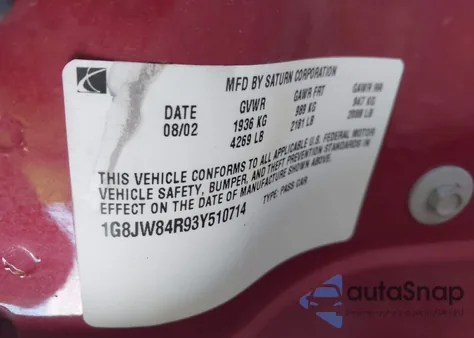 MFD BY SATURN CORPORATION
DATE GVWR GAWR FRT GAWR RR
08/02 1936 KG 989 KG 947 KG
4269 LB 2181 LB 2088 LB
THIS VEHICLE CONFORMS TO ALL APPLICABLE U.S. FEDERAL MOTOR
VEHICLE SAFETY, BUMPER, AND THEFT PREVENTION STANDARDS IN
EFFECT ON THE DATE OF MANUFACTURE SHOWN ABOVE.
1G8JW84R93Y510714 TYPE: PASS CAR
autoSnap